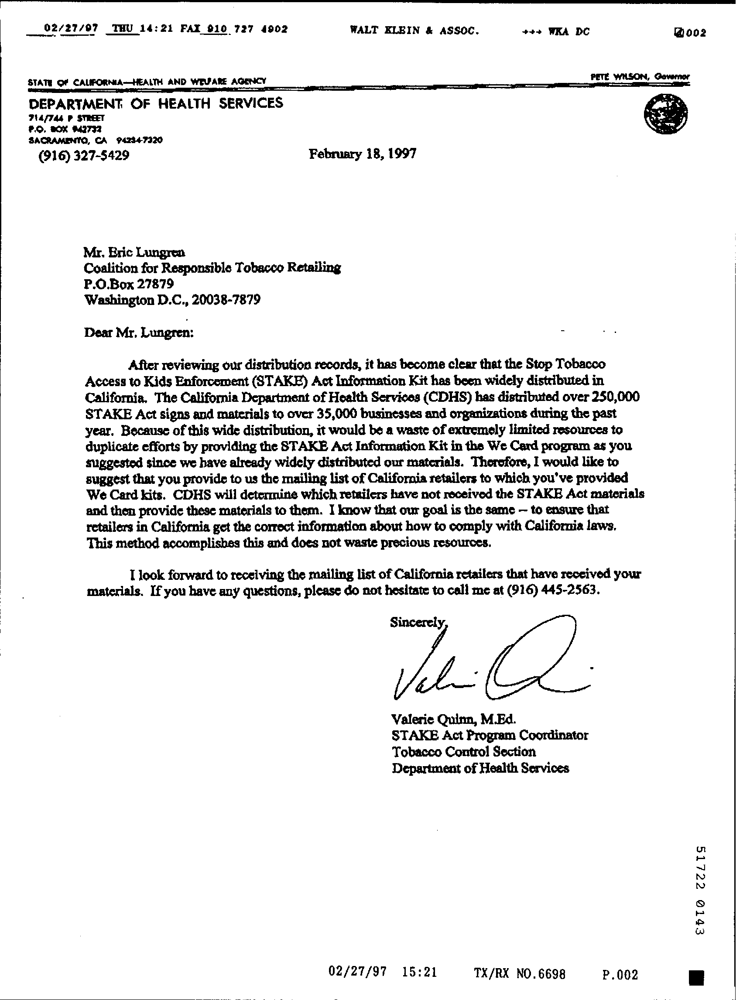 02/27/97 THU 14:21 FAX 910 727 4902 WALT KLEIN & ASSOC. +++ WKA DC 002
STATE OF CALIFORNIA—HEALTH AND WELFARE AGENCY PETE WILSON, Governor
DEPARTMENT OF HEALTH SERVICES
714/744 P STREET
P.O. BOX 942732
SACRAMENTO, CA 94234-7320
(916) 327-5429 February 18, 1997
Mr. Eric Lungren
Coalition for Responsible Tobacco Retailing
P.O.Box 27879
Washington D.C., 20038-7879
Dear Mr. Lungren:
After reviewing our distribution records, it has become clear that the Stop Tobacco
Access to Kids Enforcement (STAKE) Act Information Kit has been widely distributed in
California. The California Department of Health Services (CDHS) has distributed over 250,000
STAKE Act signs and materials to over 35,000 businesses and organizations during the past
year. Because of this wide distribution, it would be a waste of extremely limited resources to
duplicate efforts by providing the STAKE Act Information Kit in the We Card program as you
suggested since we have already widely distributed our materials. Therefore, I would like to
suggest that you provide to us the mailing list of California retailers to which you've provided
We Card kits. CDHS will determine which retailers have not received the STAKE Act materials
and then provide these materials to them. I know that our goal is the same -- to ensure that
retailers in California get the correct information about how to comply with California laws.
This method accomplishes this and does not waste precious resources.
I look forward to receiving the mailing list of California retailers that have received your
materials. If you have any questions, please do not hesitate to call me at (916) 445-2563.
Sincerely,
Valerie Quinn, M.Ed.
STAKE Act Program Coordinator
Tobacco Control Section
Department of Health Services
51722 0143
02/27/97 15:21 TX/RX NO.6698 P.002